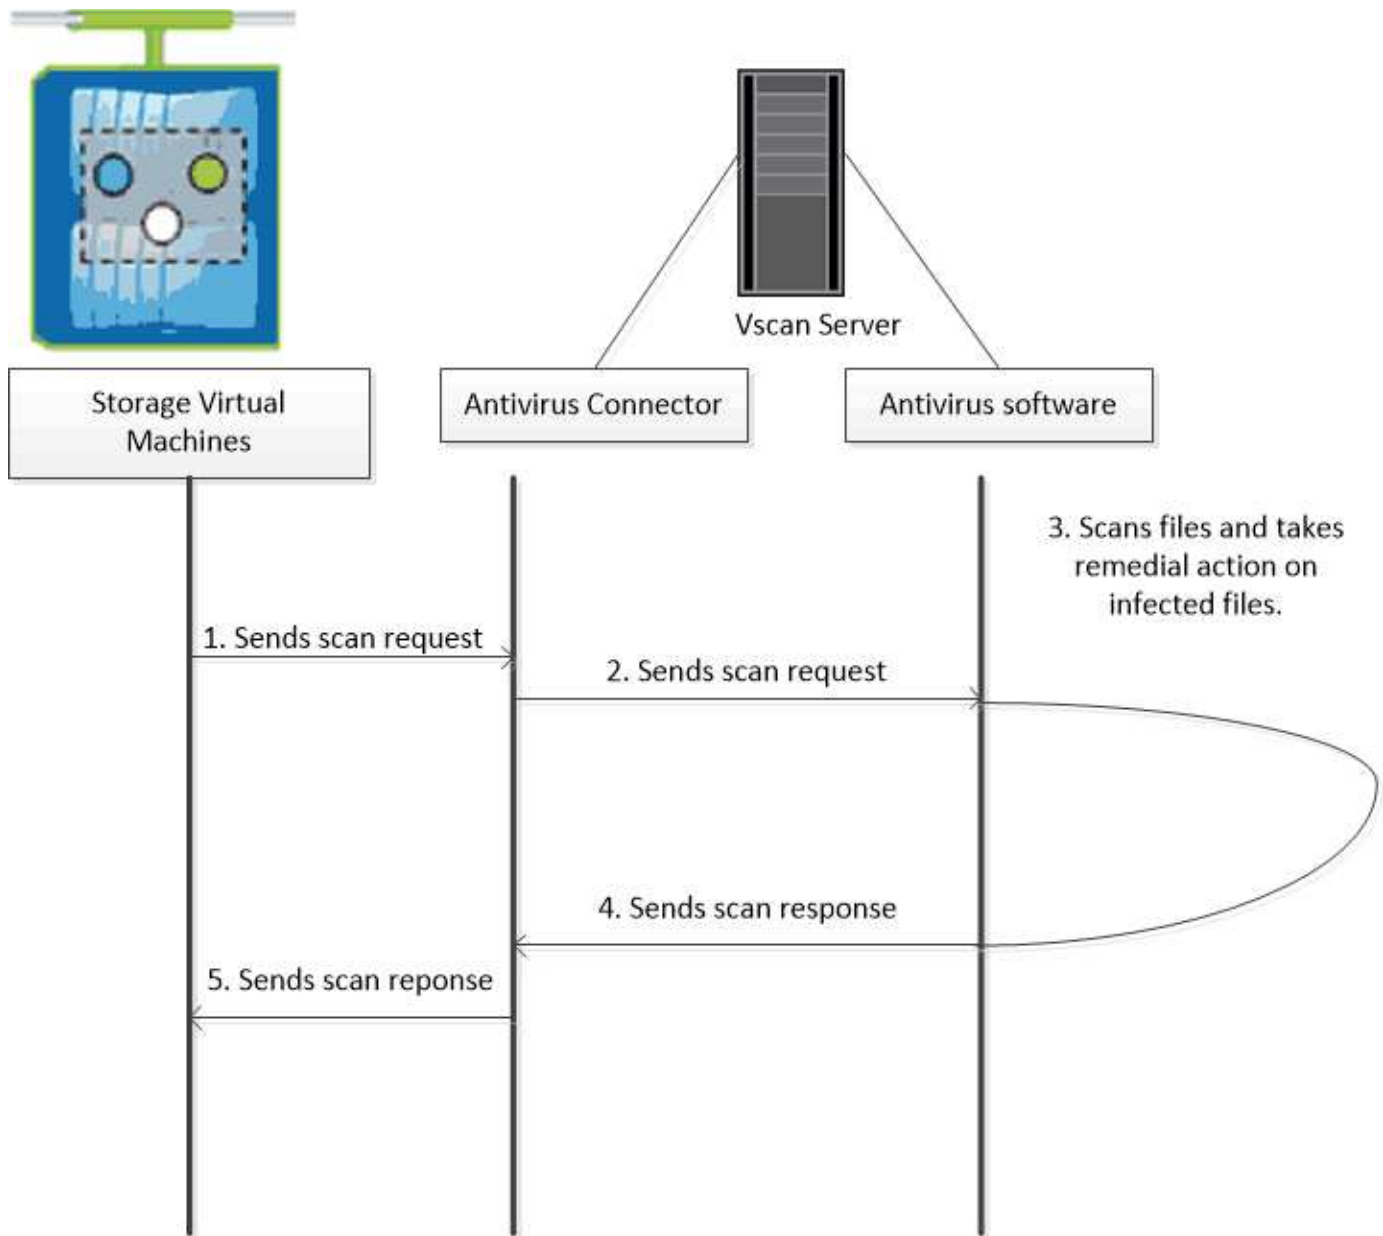 Vscan Server
Storage Virtual
Machines
Antivirus Connector
Antivirus software
3. Scans files and takes
remedial action on
infected files.
1. Sends scan request
2. Sends scan request
4. Sends scan response
5. Sends scan reponse